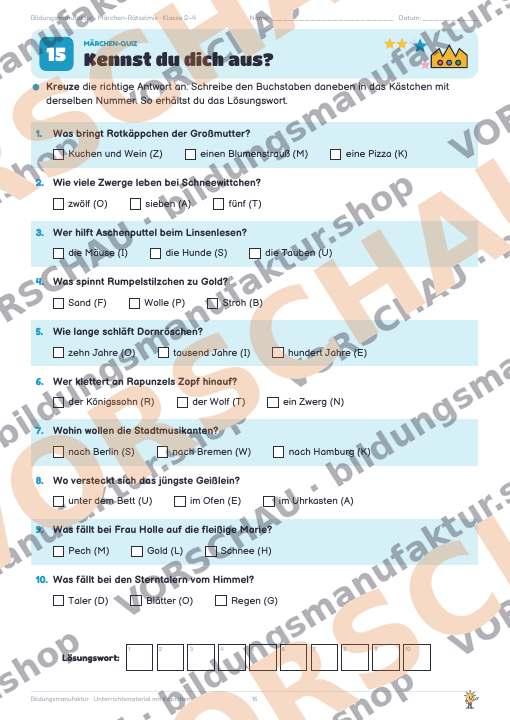 Bildungsmanufaktur · Märchen-Rätselmix · Klasse 2–4 Name: Datum:
15
MÄRCHEN-QUIZ
Kennst du dich aus?
Kreuze die richtige Antwort an. Schreibe den Buchstaben daneben in das Kästchen mit
derselben Nummer. So erhältst du das Lösungswort.
1. Was bringt Rotkäppchen der Großmutter?
Kuchen und Wein (Z) einen Blumenstrauß (M) eine Pizza (K)
2. Wie viele Zwerge leben bei Schneewittchen?
zwölf (O) sieben (A) fünf (T)
3. Wer hilft Aschenputtel beim Linsenlesen?
die Mäuse (I) die Hunde (S) die Tauben (U)
4. Was spinnt Rumpelstilzchen zu Gold?
Sand (F) Wolle (P) Stroh (B)
5. Wie lange schläft Dornröschen?
zehn Jahre (O) tausend Jahre (I) hundert Jahre (E)
6. Wer klettert an Rapunzels Zopf hinauf?
der Königssohn (R) der Wolf (T) ein Zwerg (N)
7. Wohin wollen die Stadtmusikanten?
nach Berlin (S) nach Bremen (W) nach Hamburg (K)
8. Wo versteckt sich das jüngste Geißlein?
unter dem Bett (U) im Ofen (E) im Uhrkasten (A)
9. Was fällt bei Frau Holle auf die fleißige Marie?
Pech (M) Gold (L) Schnee (H)
10. Was fällt bei den Sterntalern vom Himmel?
Taler (D) Blätter (O) Regen (G)
Lösungswort: 1 2 3 4 5 6 7 8 9 10
Bildungsmanufaktur · Unterrichtsmaterial mit 16
VORSCHAU · bildungsmanufaktur.shop
VORSCHAU